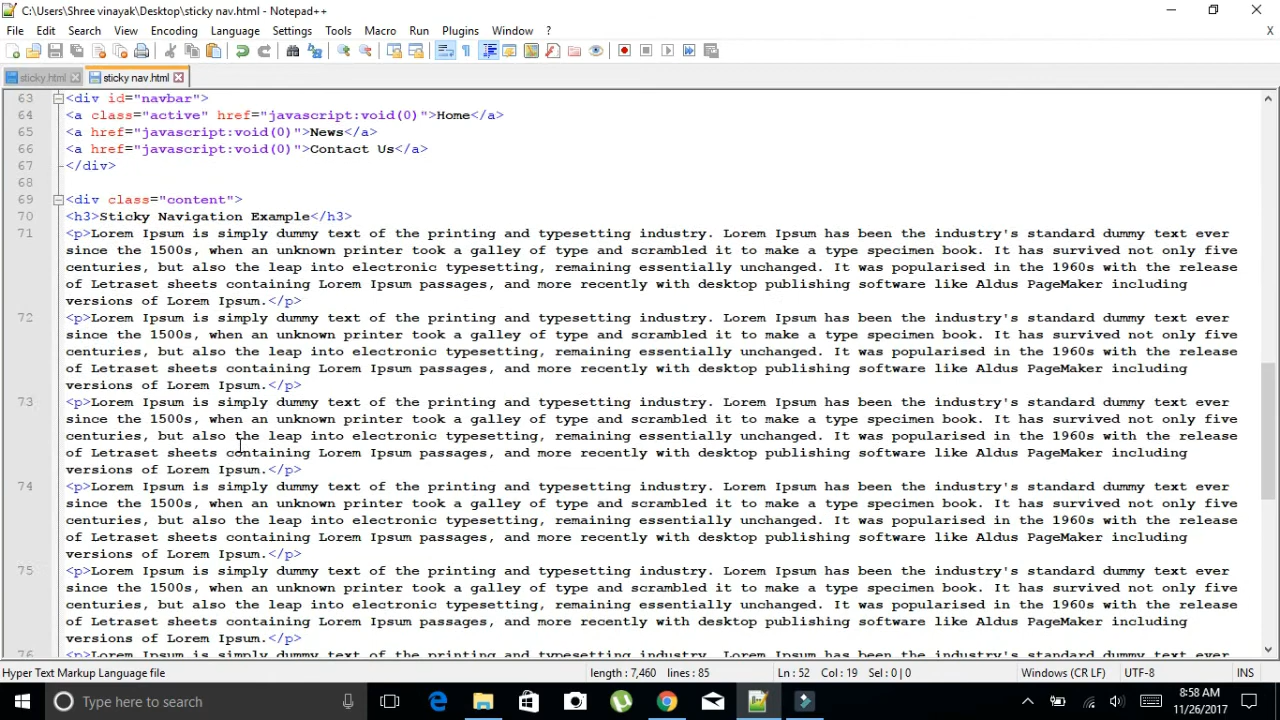 C:\Users\Shree vinayak\Desktop\sticky nav.html - Notepad++
File Edit Search View Encoding Language Settings Tools Macro Run Plugins Window ? X
sticky.html sticky nav.html
63 <div id="navbar">
64 <a class="active" href="javascript:void(0)">Home</a>
65 <a href="javascript:void(0)">News</a>
66 <a href="javascript:void(0)">Contact Us</a>
67 </div>
68
69 <div class="content">
70 <h3>Sticky Navigation Example</h3>
71 <p>Lorem Ipsum is simply dummy text of the printing and typesetting industry. Lorem Ipsum has been the industry's standard dummy text ever
since the 1500s, when an unknown printer took a galley of type and scrambled it to make a type specimen book. It has survived not only five
centuries, but also the leap into electronic typesetting, remaining essentially unchanged. It was popularised in the 1960s with the release
of Letraset sheets containing Lorem Ipsum passages, and more recently with desktop publishing software like Aldus PageMaker including
versions of Lorem Ipsum.</p>
72 <p>Lorem Ipsum is simply dummy text of the printing and typesetting industry. Lorem Ipsum has been the industry's standard dummy text ever
since the 1500s, when an unknown printer took a galley of type and scrambled it to make a type specimen book. It has survived not only five
centuries, but also the leap into electronic typesetting, remaining essentially unchanged. It was popularised in the 1960s with the release
of Letraset sheets containing Lorem Ipsum passages, and more recently with desktop publishing software like Aldus PageMaker including
versions of Lorem Ipsum.</p>
73 <p>Lorem Ipsum is simply dummy text of the printing and typesetting industry. Lorem Ipsum has been the industry's standard dummy text ever
since the 1500s, when an unknown printer took a galley of type and scrambled it to make a type specimen book. It has survived not only five
centuries, but also the leap into electronic typesetting, remaining essentially unchanged. It was popularised in the 1960s with the release
of Letraset sheets containing Lorem Ipsum passages, and more recently with desktop publishing software like Aldus PageMaker including
versions of Lorem Ipsum.</p>
74 <p>Lorem Ipsum is simply dummy text of the printing and typesetting industry. Lorem Ipsum has been the industry's standard dummy text ever
since the 1500s, when an unknown printer took a galley of type and scrambled it to make a type specimen book. It has survived not only five
centuries, but also the leap into electronic typesetting, remaining essentially unchanged. It was popularised in the 1960s with the release
of Letraset sheets containing Lorem Ipsum passages, and more recently with desktop publishing software like Aldus PageMaker including
versions of Lorem Ipsum.</p>
75 <p>Lorem Ipsum is simply dummy text of the printing and typesetting industry. Lorem Ipsum has been the industry's standard dummy text ever
since the 1500s, when an unknown printer took a galley of type and scrambled it to make a type specimen book. It has survived not only five
centuries, but also the leap into electronic typesetting, remaining essentially unchanged. It was popularised in the 1960s with the release
of Letraset sheets containing Lorem Ipsum passages, and more recently with desktop publishing software like Aldus PageMaker including
versions of Lorem Ipsum.</p>
76 <p>Lorem Ipsum is simply dummy text of the printing and typesetting industry. Lorem Ipsum has been the industry's standard dummy text ever
Hyper Text Markup Language file length : 7,460 lines : 85 Ln : 52 Col : 19 Sel : 0 | 0 Windows (CR LF) UTF-8 INS
Type here to search 8:58 AM
11/26/2017